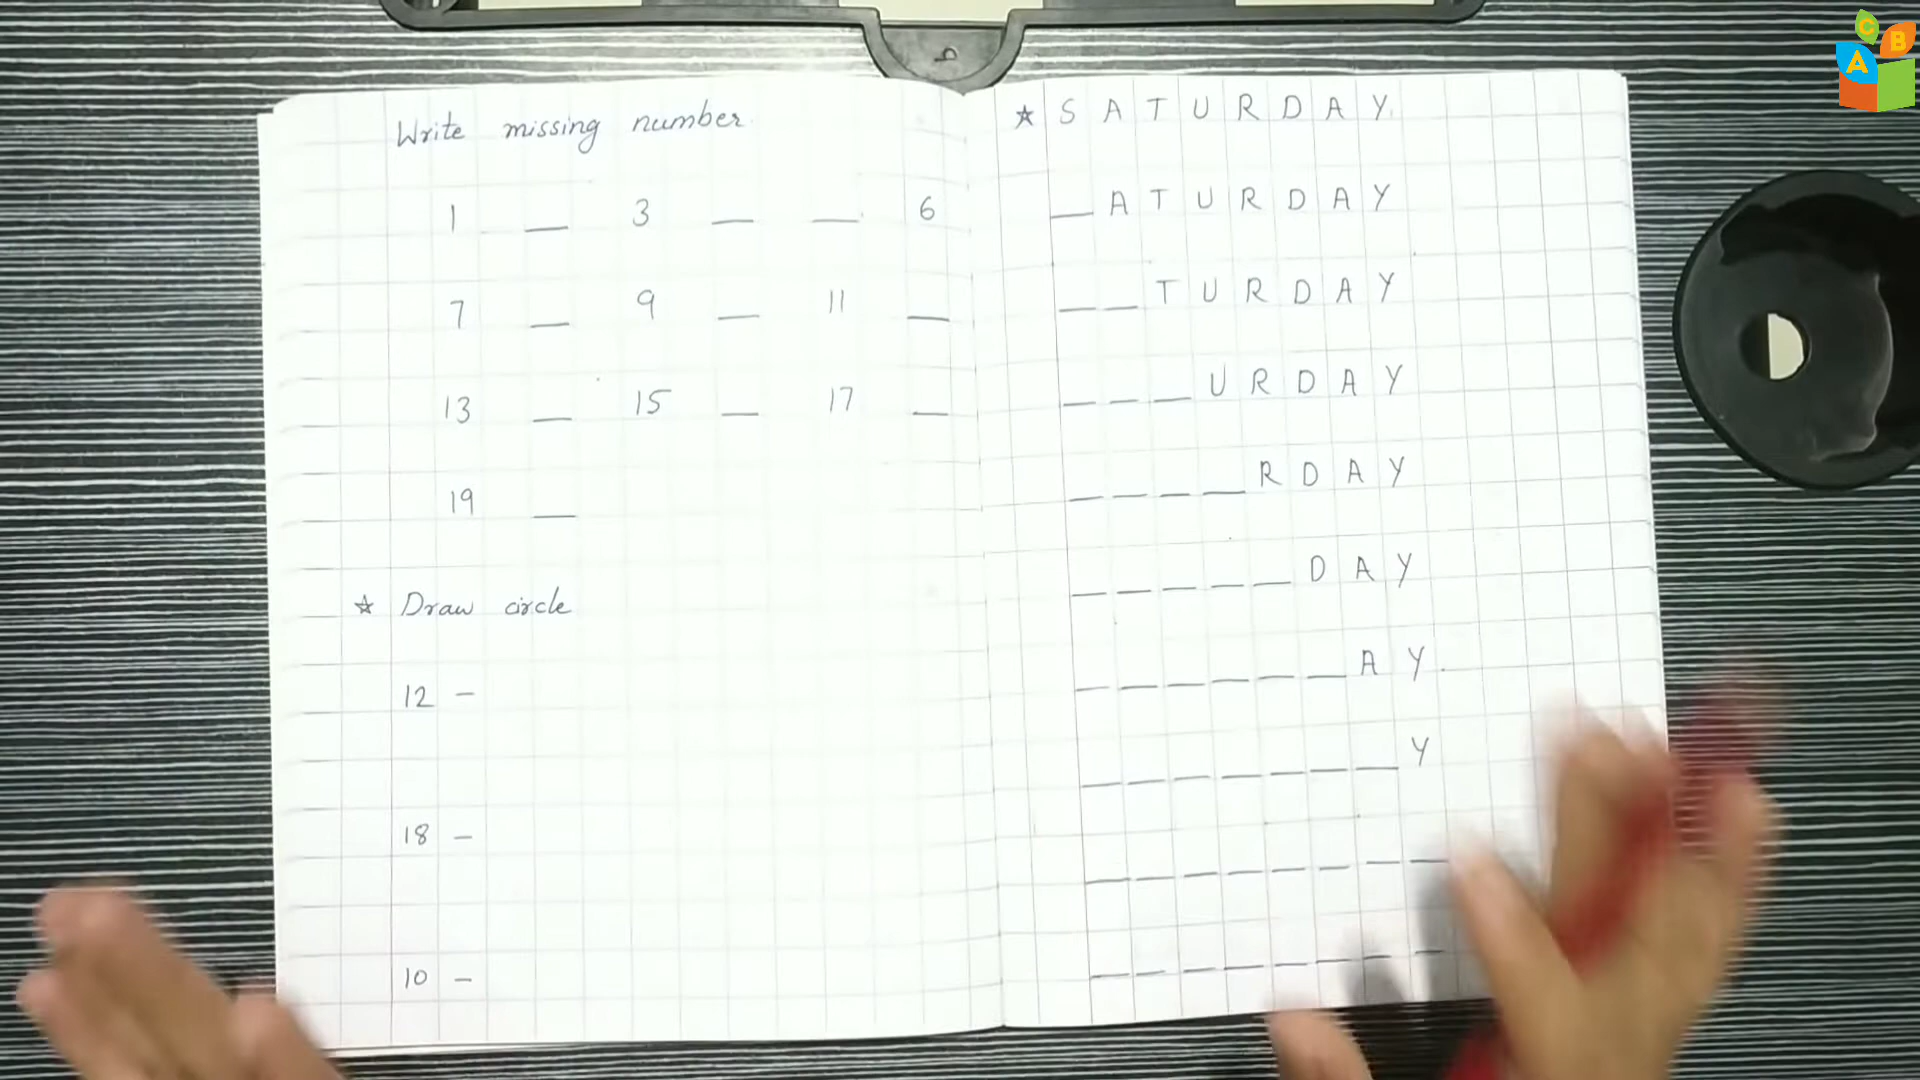 Write missing number
1 __ 3 __ __ 6
7 __ 9 __ 11 __
13 __ 15 __ 17 __
19 __
☆ Draw circle
12 –
18 –
10 –
☆ S A T U R D A Y.
__ A T U R D A Y
__ __ T U R D A Y
__ __ __ U R D A Y
__ __ __ __ R D A Y
__ __ __ __ __ D A Y
__ __ __ __ __ __ A Y .
__ __ __ __ __ __ __ Y
__ __ __ __ __ __ __ __
__ __ __ __ __ __ __ __
A C B